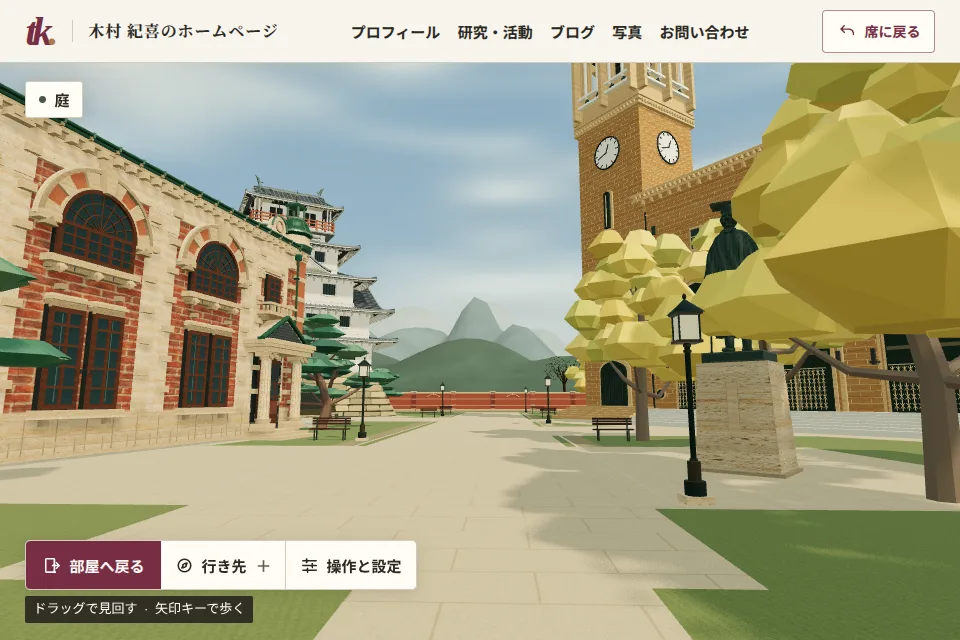 tk.
木村 紀喜のホームページ
プロフィール 研究・活動 ブログ 写真 お問い合わせ
席に戻る
庭
部屋へ戻る 行き先 + 操作と設定
ドラッグで見回す · 矢印キーで歩く